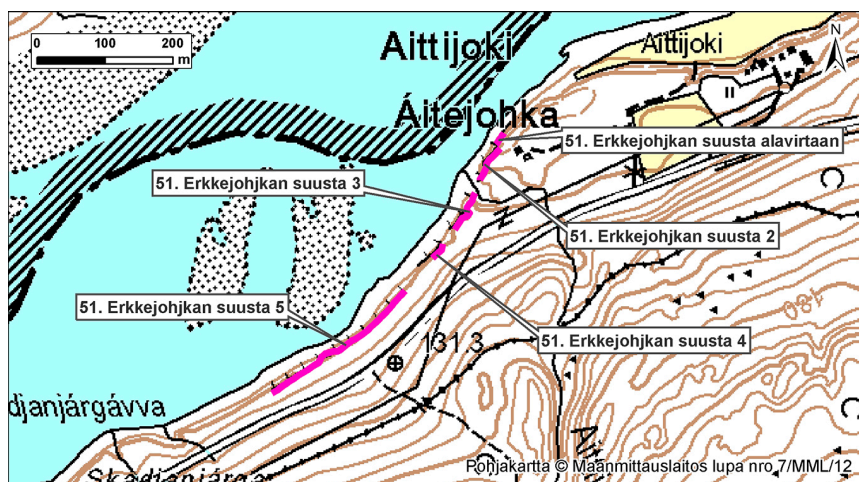 0 100 200
m
Aittijoki
Áitejohka
Aittijoki
N
51. Erkkejohjkan suusta alavirtaan
51. Erkkejohjkan suusta 3
51. Erkkejohjkan suusta 2
51. Erkkejohjkan suusta 5
51. Erkkejohjkan suusta 4
131.3
180
djanjárgávva
Skadjanjárga
Pohjakartta © Maanmittauslaitos lupa nro 7/MML/12